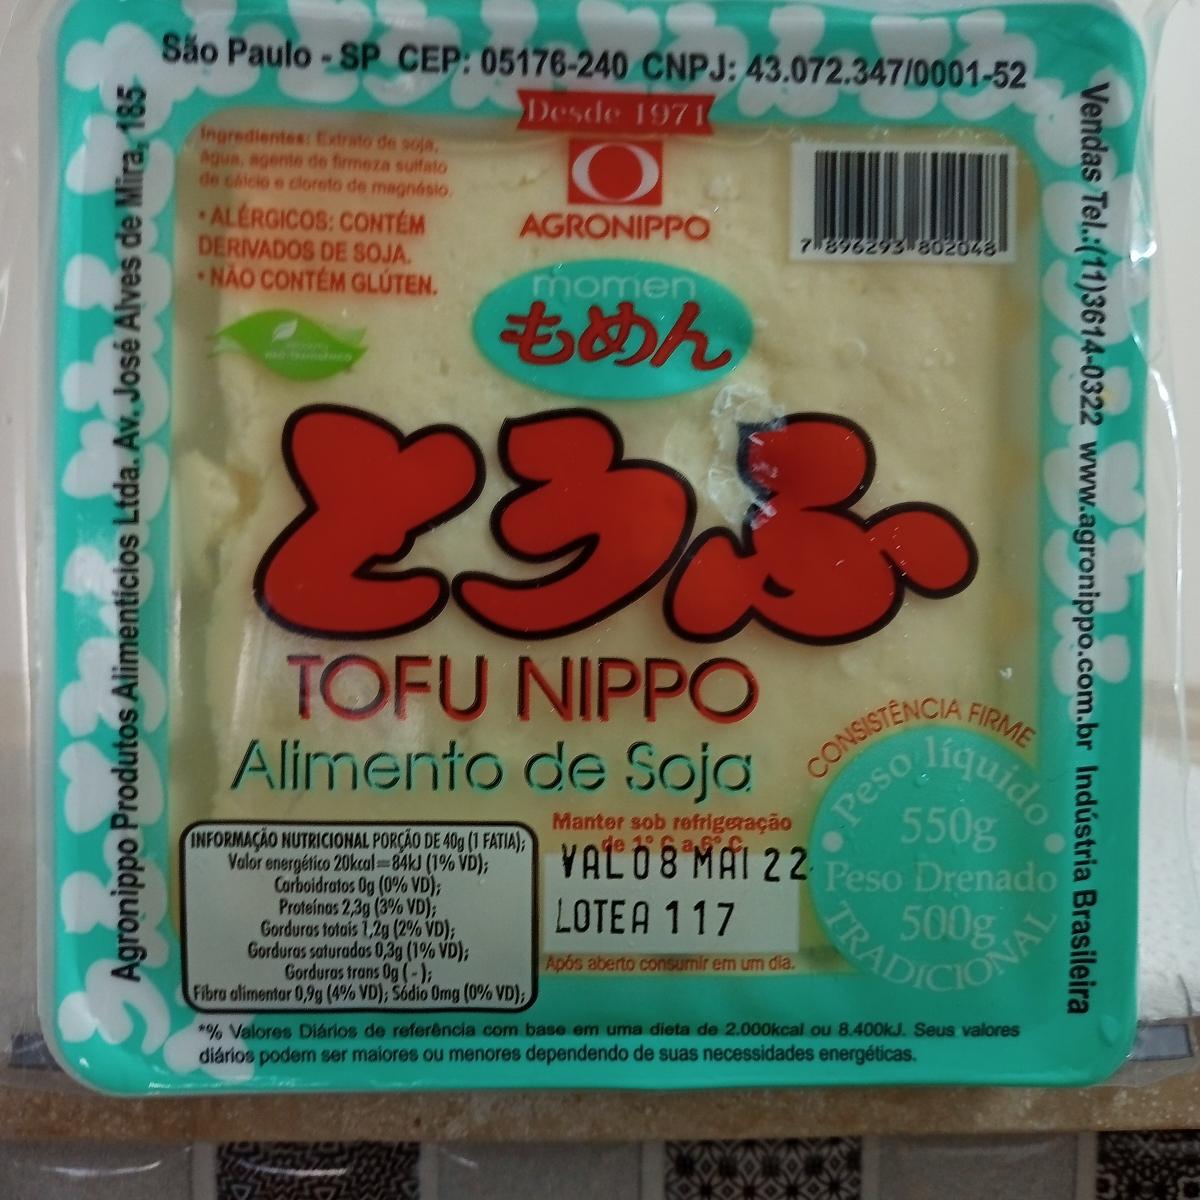 São Paulo - SP CEP: 05176-240 CNPJ: 43.072.347/0001-52
Desde 1971
Ingredientes: Extrato de soja,
água, agente de firmeza sulfato
de cálcio e cloreto de magnésio.
• ALÉRGICOS: CONTÉM
DERIVADOS DE SOJA.
• NÃO CONTÉM GLÚTEN.
AGRONIPPO
7 896293 802048
momen
もめん
とうふ
TOFU NIPPO
Alimento de Soja
CONSISTÊNCIA FIRME
Peso líquido
550g
Peso Drenado
500g
TRADICIONAL
Manter sob refrigeração
de 1° C a 6° C
VAL 08 MAI 22
LOTE A 117
Após aberto consumir em um dia.
INFORMAÇÃO NUTRICIONAL PORÇÃO DE 40g (1 FATIA);
Valor energético 20kcal=84kJ (1% VD);
Carboidratos 0g (0% VD);
Proteínas 2,3g (3% VD);
Gorduras totais 1,2g (2% VD);
Gorduras saturadas 0,3g (1% VD);
Gorduras trans 0g ( - );
Fibra alimentar 0,9g (4% VD); Sódio 0mg (0% VD);
*% Valores Diários de referência com base em uma dieta de 2.000kcal ou 8.400kJ. Seus valores
diários podem ser maiores ou menores dependendo de suas necessidades energéticas.
Agronippo Produtos Alimentícios Ltda. Av. José Alves de Mira, 185
Vendas Tel.:(11)3614-0322 www.agronippo.com.br Indústria Brasileira